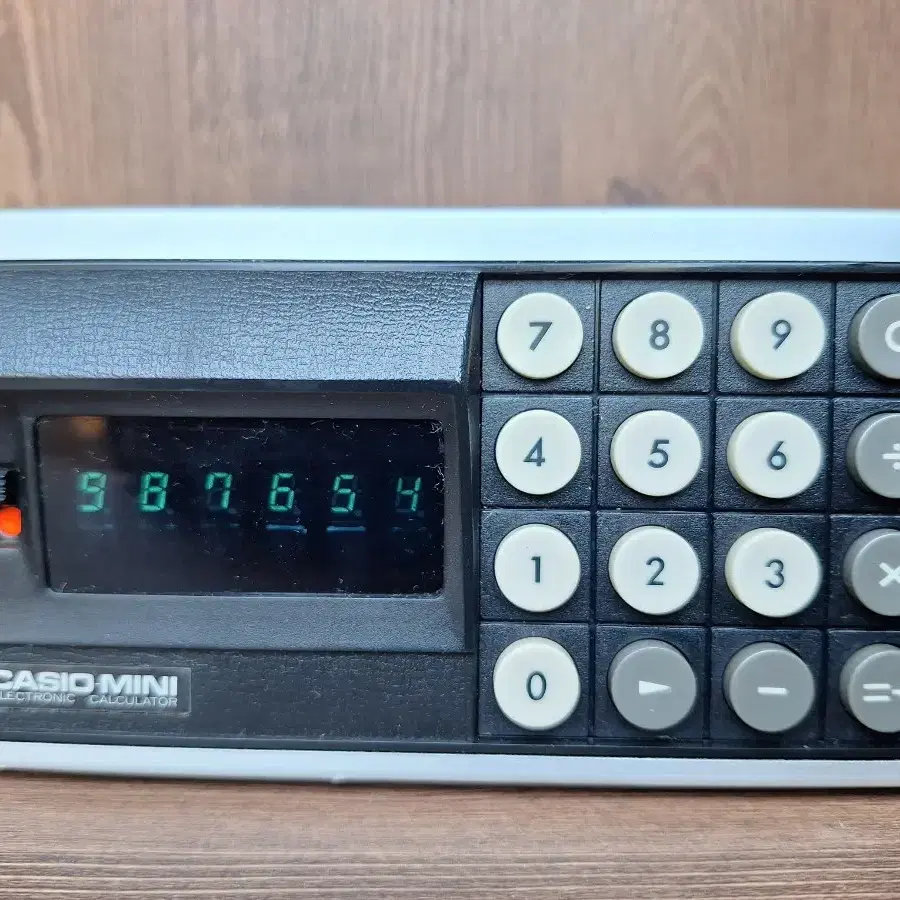 7 8 9 C
987654
4 5 6 ÷
1 2 3 ×
0 ► − =
CASIO-MINI
ELECTRONIC CALCULATOR